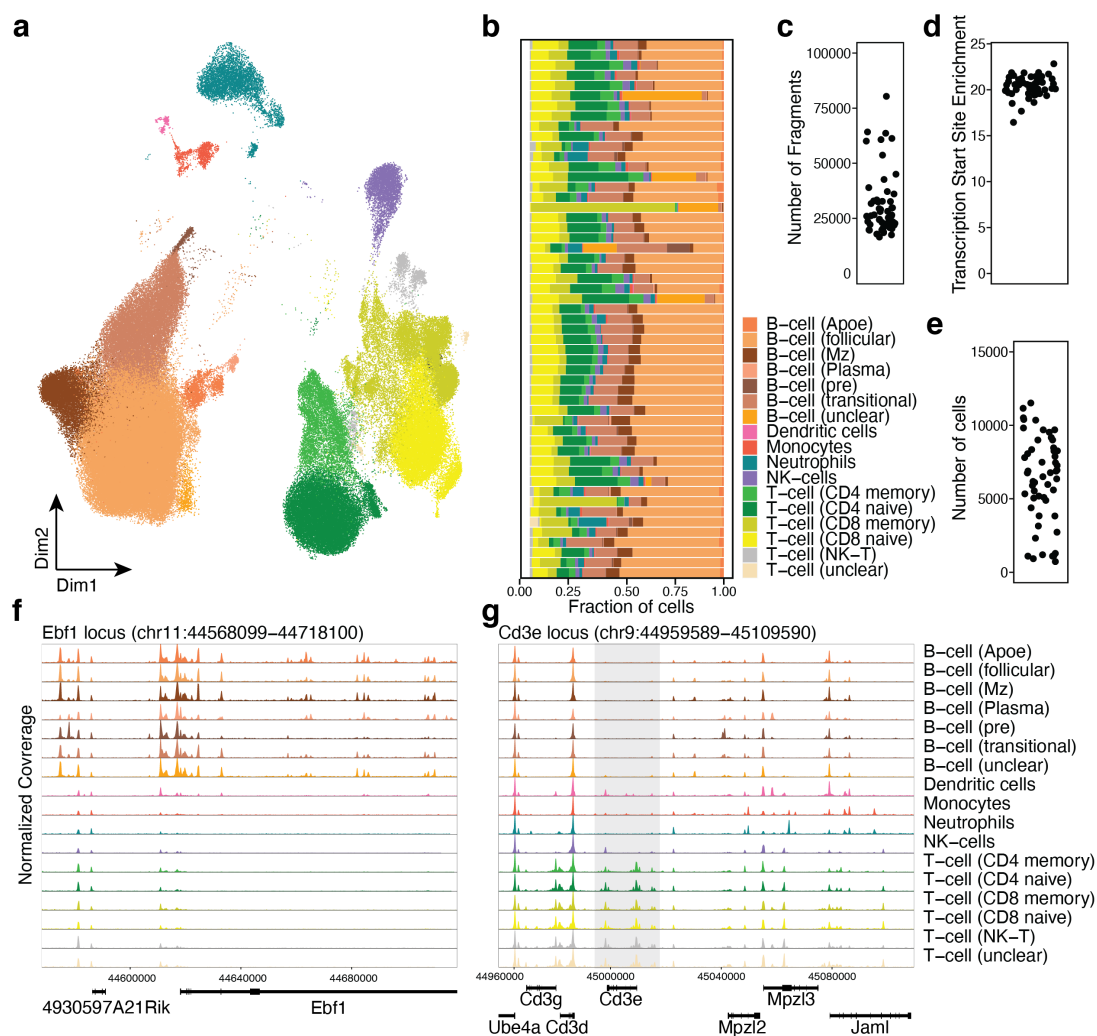 a
Dim2
Dim1
b
0.00 0.25 0.50 0.75 1.00
Fraction of cells
c
Number of Fragments
100000
75000
50000
25000
0
d
Transcription Start Site Enrichment
25
20
15
10
5
0
e
Number of cells
15000
10000
5000
0
B−cell (Apoe)
B−cell (follicular)
B−cell (Mz)
B−cell (Plasma)
B−cell (pre)
B−cell (transitional)
B−cell (unclear)
Dendritic cells
Monocytes
Neutrophils
NK−cells
T−cell (CD4 memory)
T−cell (CD4 naive)
T−cell (CD8 memory)
T−cell (CD8 naive)
T−cell (NK−T)
T−cell (unclear)
f
Ebf1 locus (chr11:44568099−44718100)
Normalized Covrerage
44600000 44640000 44680000
4930597A21Rik Ebf1
g
Cd3e locus (chr9:44959589−45109590)
B−cell (Apoe)
B−cell (follicular)
B−cell (Mz)
B−cell (Plasma)
B−cell (pre)
B−cell (transitional)
B−cell (unclear)
Dendritic cells
Monocytes
Neutrophils
NK−cells
T−cell (CD4 memory)
T−cell (CD4 naive)
T−cell (CD8 memory)
T−cell (CD8 naive)
T−cell (NK−T)
T−cell (unclear)
44960000 45000000 45040000 45080000
Cd3g Cd3e Mpzl3
Ube4a Cd3d Mpzl2 Jaml